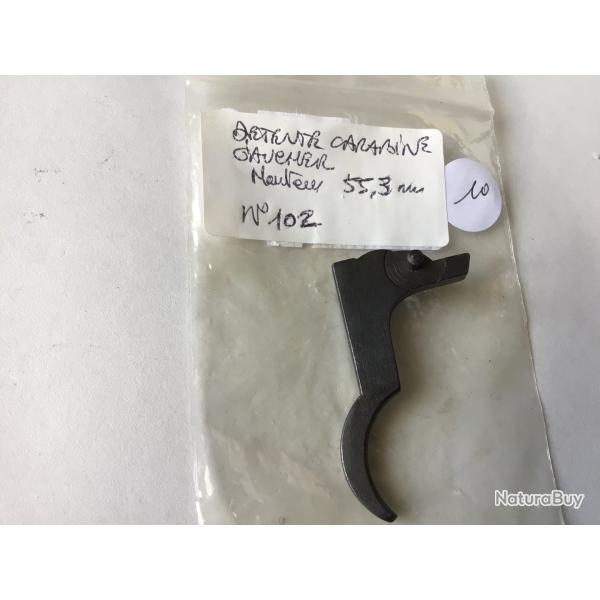 DETENTE CARABINE
GAUCHER
Hauteur 55,3 mm
N° 102
10
NaturaBuy